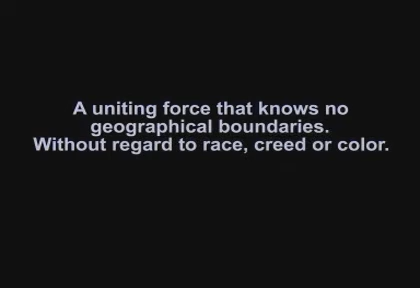 A uniting force that knows no
geographical boundaries.
Without regard to race, creed or color.